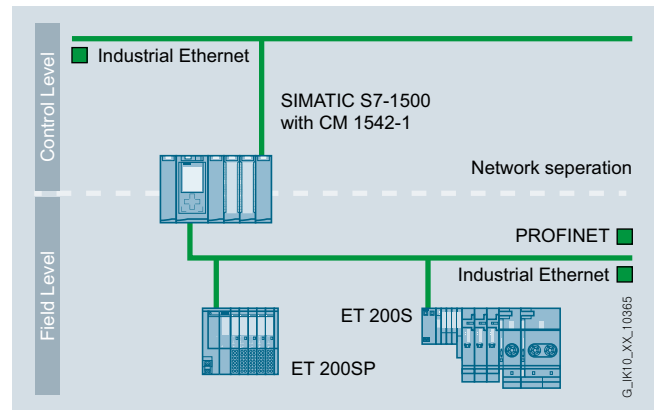 Control Level
Industrial Ethernet
SIMATIC S7-1500
with CM 1542-1
Network seperation
Field Level
PROFINET
Industrial Ethernet
ET 200S
ET 200SP
G_IK10_XX_10365